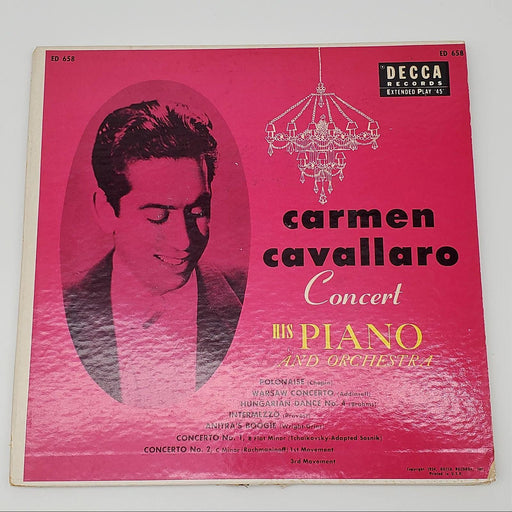 ED 658
ED 658
DECCA
RECORDS
EXTENDED PLAY '45'
carmen
cavallaro
Concert
HIS PIANO
AND ORCHESTRA
POLONAISE (Chopin)
WARSAW CONCERTO (Addinsell)
HUNGARIAN DANCE No. 4 (Brahms)
INTERMEZZO (Provost)
ANITRA'S BOOGIE (Wright-Grieg)
CONCERTO No. 1, B Flat Minor (Tchaikovsky-Adapted Sosnik)
CONCERTO No. 2, C Minor (Rachmaninoff) 1st Movement
3rd Movement
Printed in U.S.A.